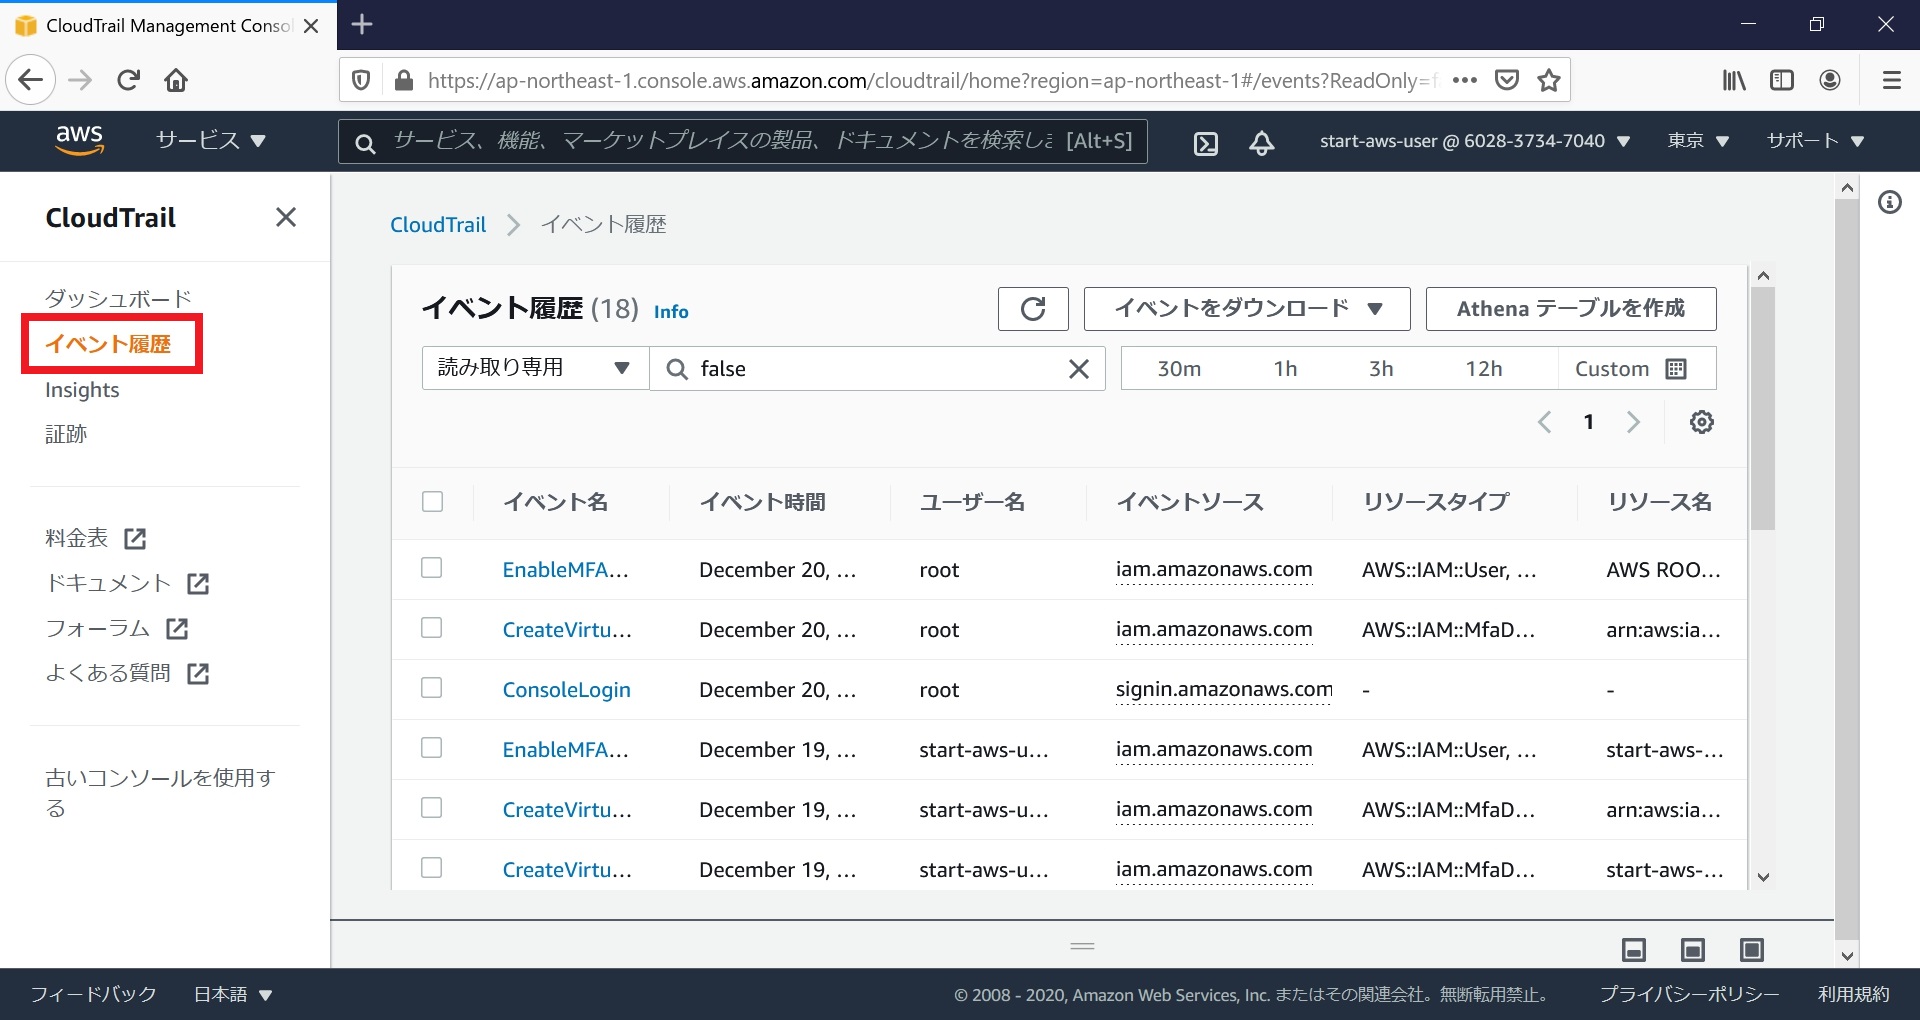 CloudTrail Management Conso
https://ap-northeast-1.console.aws.amazon.com/cloudtrail/home?region=ap-northeast-1#/events?ReadOnly=f
aws
サービス
サービス、機能、マーケットプレイスの製品、ドキュメントを検索しま [Alt+S]
start-aws-user @ 6028-3734-7040
東京
サポート
CloudTrail
ダッシュボード
イベント履歴
Insights
証跡
料金表
ドキュメント
フォーラム
よくある質問
古いコンソールを使用す
る
CloudTrail
イベント履歴
イベント履歴 (18) Info
イベントをダウンロード
Athena テーブルを作成
読み取り専用
false
30m 1h 3h 12h Custom
1
イベント名 イベント時間 ユーザー名 イベントソース リソースタイプ リソース名
EnableMFA... December 20, ... root iam.amazonaws.com AWS::IAM::User, ... AWS ROO...
CreateVirtu... December 20, ... root iam.amazonaws.com AWS::IAM::MfaD... arn:aws:ia...
ConsoleLogin December 20, ... root signin.amazonaws.com - -
EnableMFA... December 19, ... start-aws-u... iam.amazonaws.com AWS::IAM::User, ... start-aws-...
CreateVirtu... December 19, ... start-aws-u... iam.amazonaws.com AWS::IAM::MfaD... arn:aws:ia...
CreateVirtu... December 19, ... start-aws-u... iam.amazonaws.com AWS::IAM::MfaD... start-aws-...
フィードバック
日本語
© 2008 - 2020, Amazon Web Services, Inc. またはその関連会社。無断転用禁止。
プライバシーポリシー
利用規約